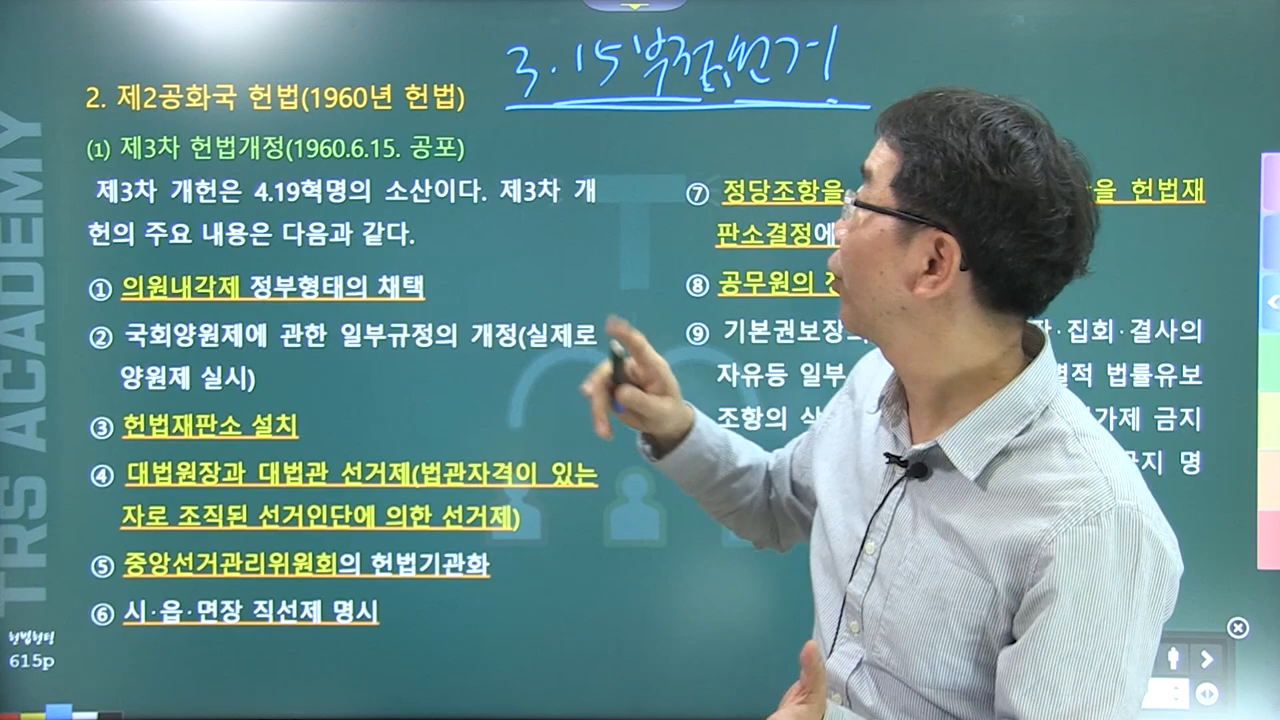 3.15부정선거
2. 제2공화국 헌법(1960년 헌법)
(1) 제3차 헌법개정(1960.6.15. 공포)
제3차 개헌은 4.19혁명의 소산이다. 제3차 개
헌의 주요 내용은 다음과 같다.
① 의원내각제 정부형태의 채택
② 국회양원제에 관한 일부규정의 개정(실제로
양원제 실시)
③ 헌법재판소 설치
④ 대법원장과 대법관 선거제(법관자격이 있는
자로 조직된 선거인단에 의한 선거제)
⑤ 중앙선거관리위원회의 헌법기관화
⑥ 시·읍·면장 직선제 명시
⑦ 정당조항을 헌법재
판소결정에
⑧ 공무원의
⑨ 기본권보장의 집회·결사의
자유등 일부 법률유보
조항의 금지
명
TRS ACADEMY
615p